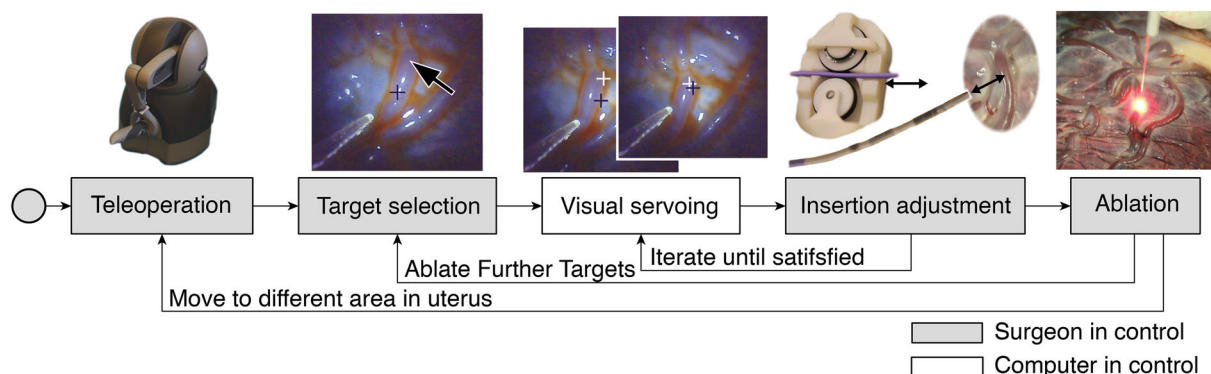 Teleoperation
Target selection
Visual servoing
Insertion adjustment
Ablation
Iterate until satifsfied
Ablate Further Targets
Move to different area in uterus
Surgeon in control
Computer in control